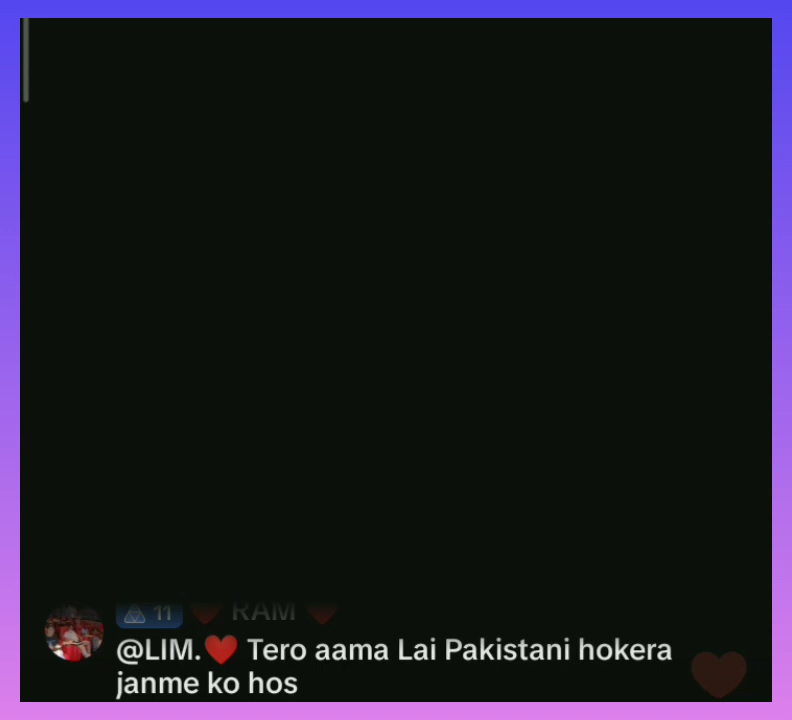 11 ❤️ RAM ❤️
@LIM.❤️ Tero aama Lai Pakistani hokera
janme ko hos